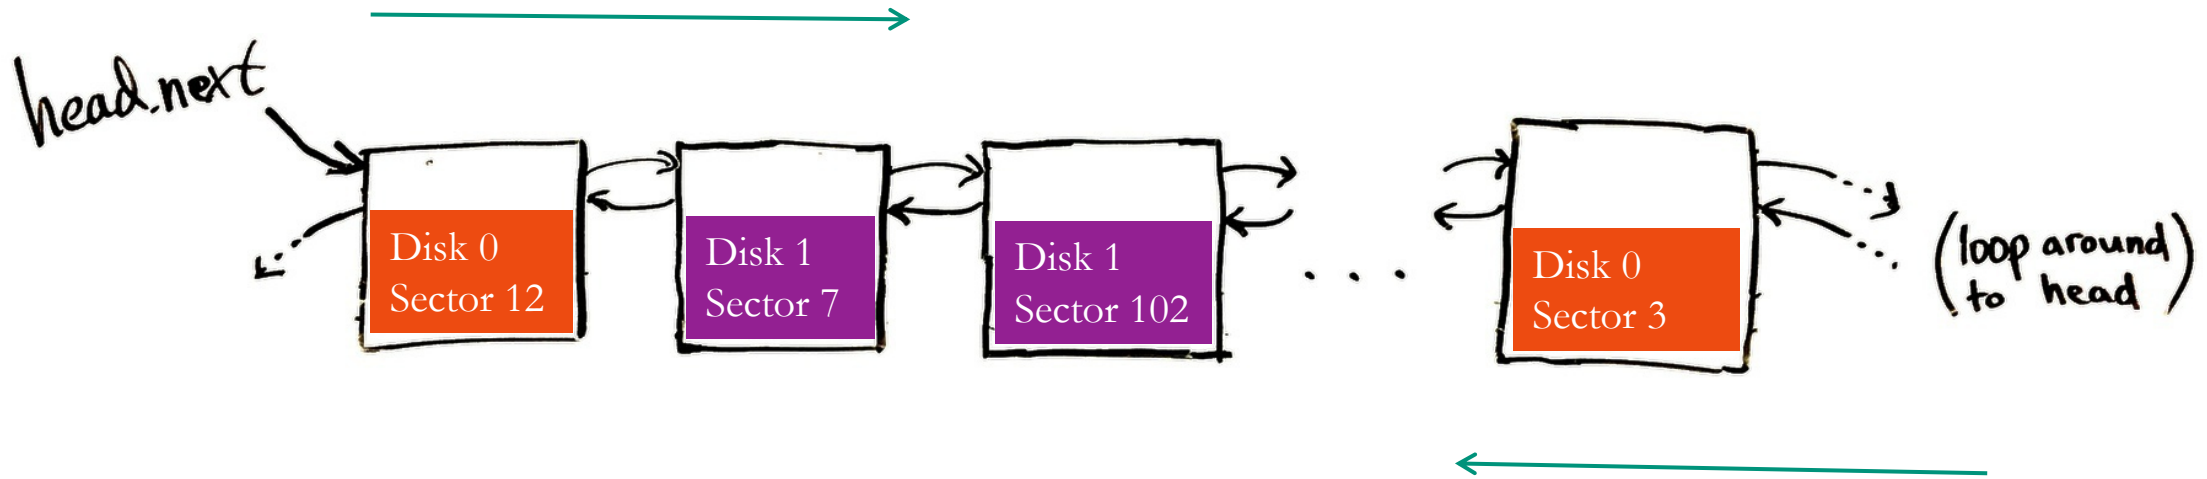 head.next
Disk 0
Sector 12
Disk 1
Sector 7
Disk 1
Sector 102
. . .
Disk 0
Sector 3
(loop around
to head)